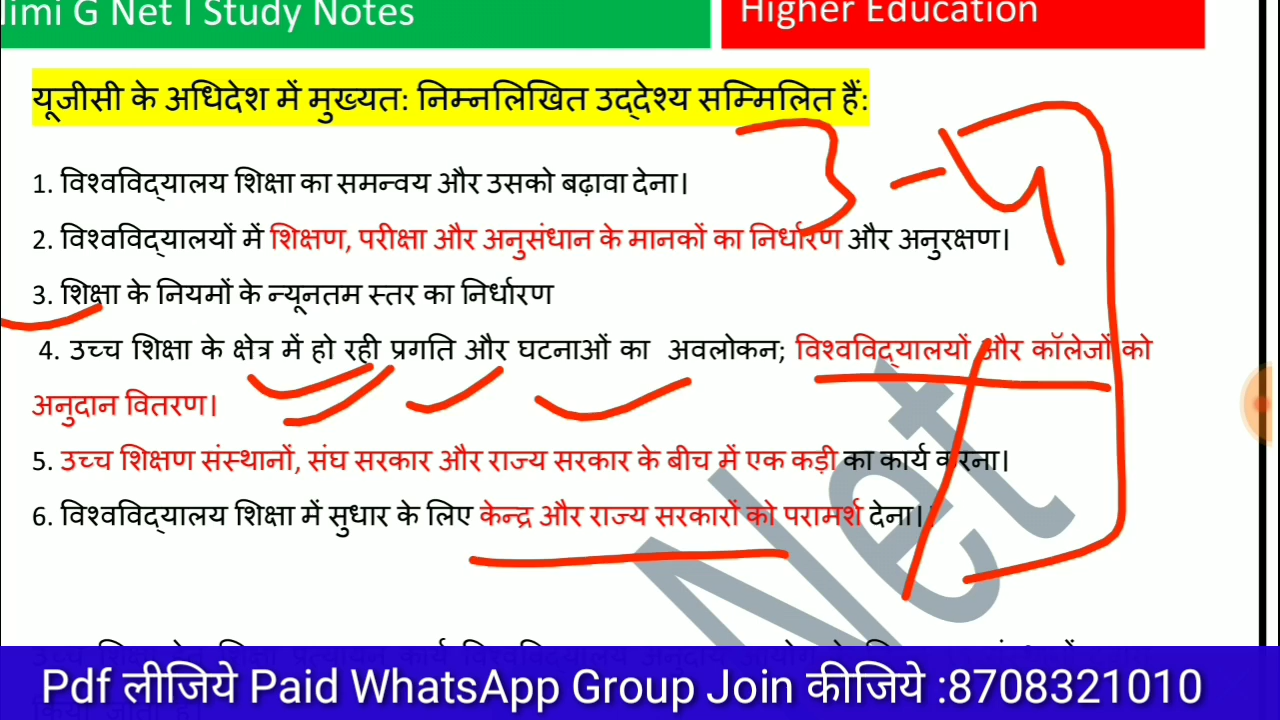 Jimi G Net I Study Notes
Higher Education
यूजीसी के अधिदेश में मुख्यत: निम्नलिखित उद्देश्य सम्मिलित हैं:
3 - 4
1. विश्वविद्यालय शिक्षा का समन्वय और उसको बढ़ावा देना।
2. विश्वविद्यालयों में शिक्षण, परीक्षा और अनुसंधान के मानकों का निर्धारण और अनुरक्षण।
3. शिक्षा के नियमों के न्यूनतम स्तर का निर्धारण
4. उच्च शिक्षा के क्षेत्र में हो रही प्रगति और घटनाओं का अवलोकन; विश्वविद्यालयों और कॉलेजों को
अनुदान वितरण।
5. उच्च शिक्षण संस्थानों, संघ सरकार और राज्य सरकार के बीच में एक कड़ी का कार्य करना।
6. विश्वविद्यालय शिक्षा में सुधार के लिए केन्द्र और राज्य सरकारों को परामर्श देना।
Net
Pdf लीजिये Paid WhatsApp Group Join कीजिये :8708321010